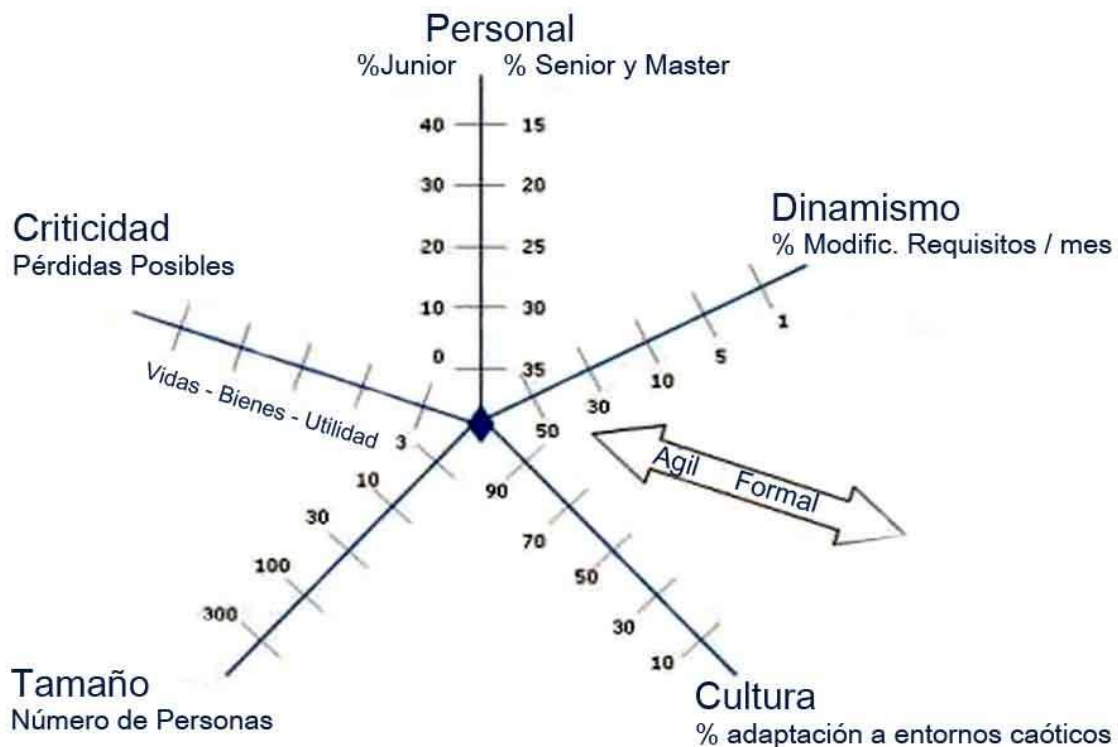 Personal
%Junior % Senior y Master
40 15
30 20
20 25
10 30
0 35
Dinamismo
% Modific. Requisitos / mes
1
5
10
30
50
Criticidad
Pérdidas Posibles
Vidas - Bienes - Utilidad
Agil Formal
3
10
30
100
300
Tamaño
Número de Personas
90
70
50
30
10
Cultura
% adaptación a entornos caóticos